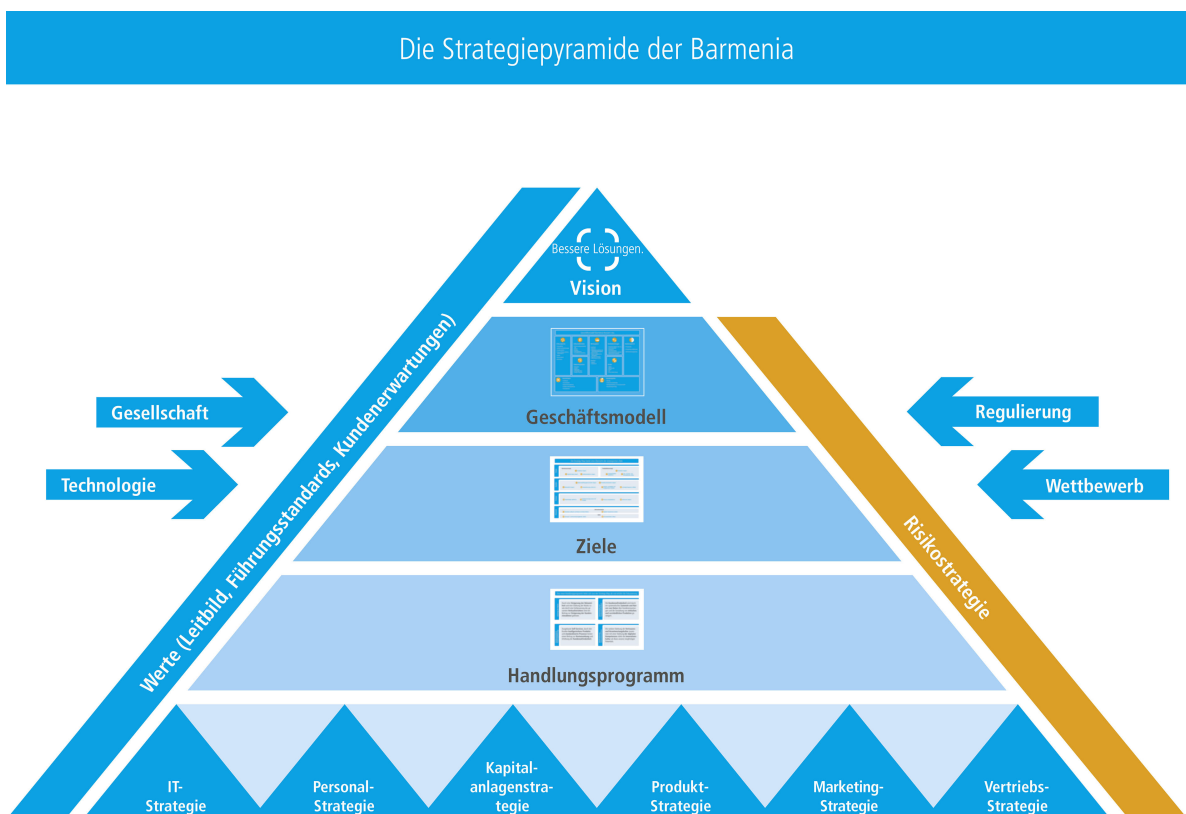 Die Strategiepyramide der Barmenia
Bessere Lösungen.
Vision
Werte (Leitbild, Führungsstandards, Kundenerwartungen)
Geschäftsmodell
Gesellschaft
Regulierung
Technologie
Wettbewerb
Ziele
Risikostrategie
Handlungsprogramm
IT-
Strategie
Personal-
Strategie
Kapital-
anlagenstra-
tegie
Produkt-
Strategie
Marketing-
Strategie
Vertriebs-
Strategie